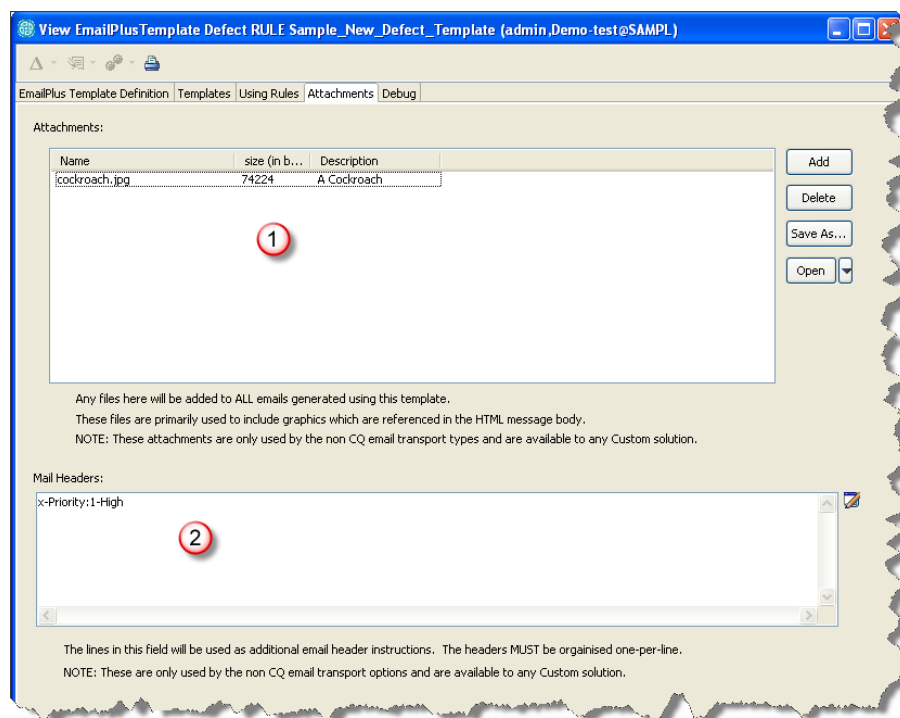 View EmailPlusTemplate Defect RULE Sample_New_Defect_Template (admin,Demo-test@SAMPL)
EmailPlus Template Definition Templates Using Rules Attachments Debug
Attachments:
Name size (in b... Description
cockroach.jpg 74224 A Cockroach
Add
Delete
Save As...
Open
1
Any files here will be added to ALL emails generated using this template.
These files are primarily used to include graphics which are referenced in the HTML message body.
NOTE: These attachments are only used by the non CQ email transport types and are available to any Custom solution.
Mail Headers:
x-Priority:1-High
2
The lines in this field will be used as additional email header instructions. The headers MUST be orgainised one-per-line.
NOTE: These are only used by the non CQ email transport options and are available to any Custom solution.